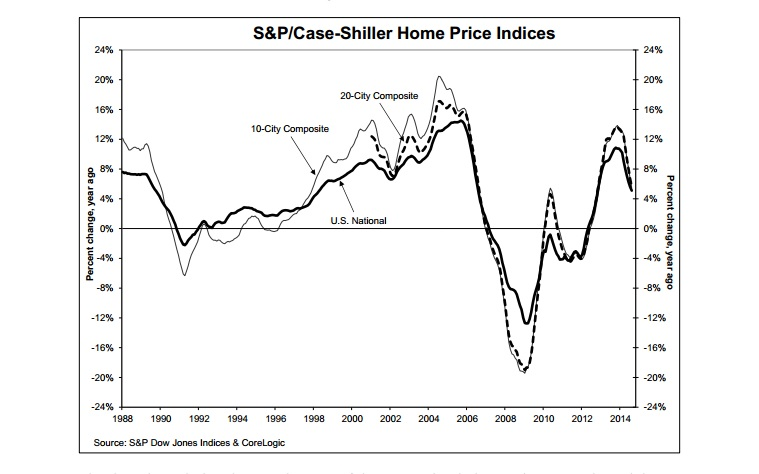 S&P/Case-Shiller Home Price Indices
24% 24%
20% 20%
20-City Composite
16% 16%
10-City Composite
12% 12%
8% 8%
4% 4%
U.S. National
0% 0%
-4% -4%
-8% -8%
-12% -12%
-16% -16%
-20% -20%
-24% -24%
Percent change, year ago
Percent change, year ago
1988 1990 1992 1994 1996 1998 2000 2002 2004 2006 2008 2010 2012 2014
Source: S&P Dow Jones Indices & CoreLogic